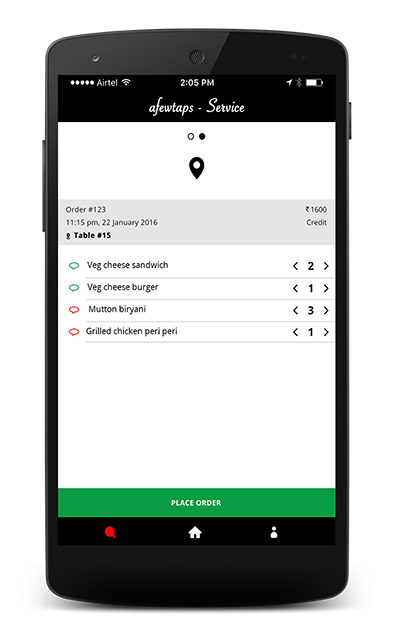 Airtel 2:05 PM
afewtaps - Service
Order #123 ₹1600
11:15 pm, 22 January 2016 Credit
Table #15
Veg cheese sandwich 2
Veg cheese burger 1
Mutton biryani 3
Grilled chicken peri peri 1
PLACE ORDER